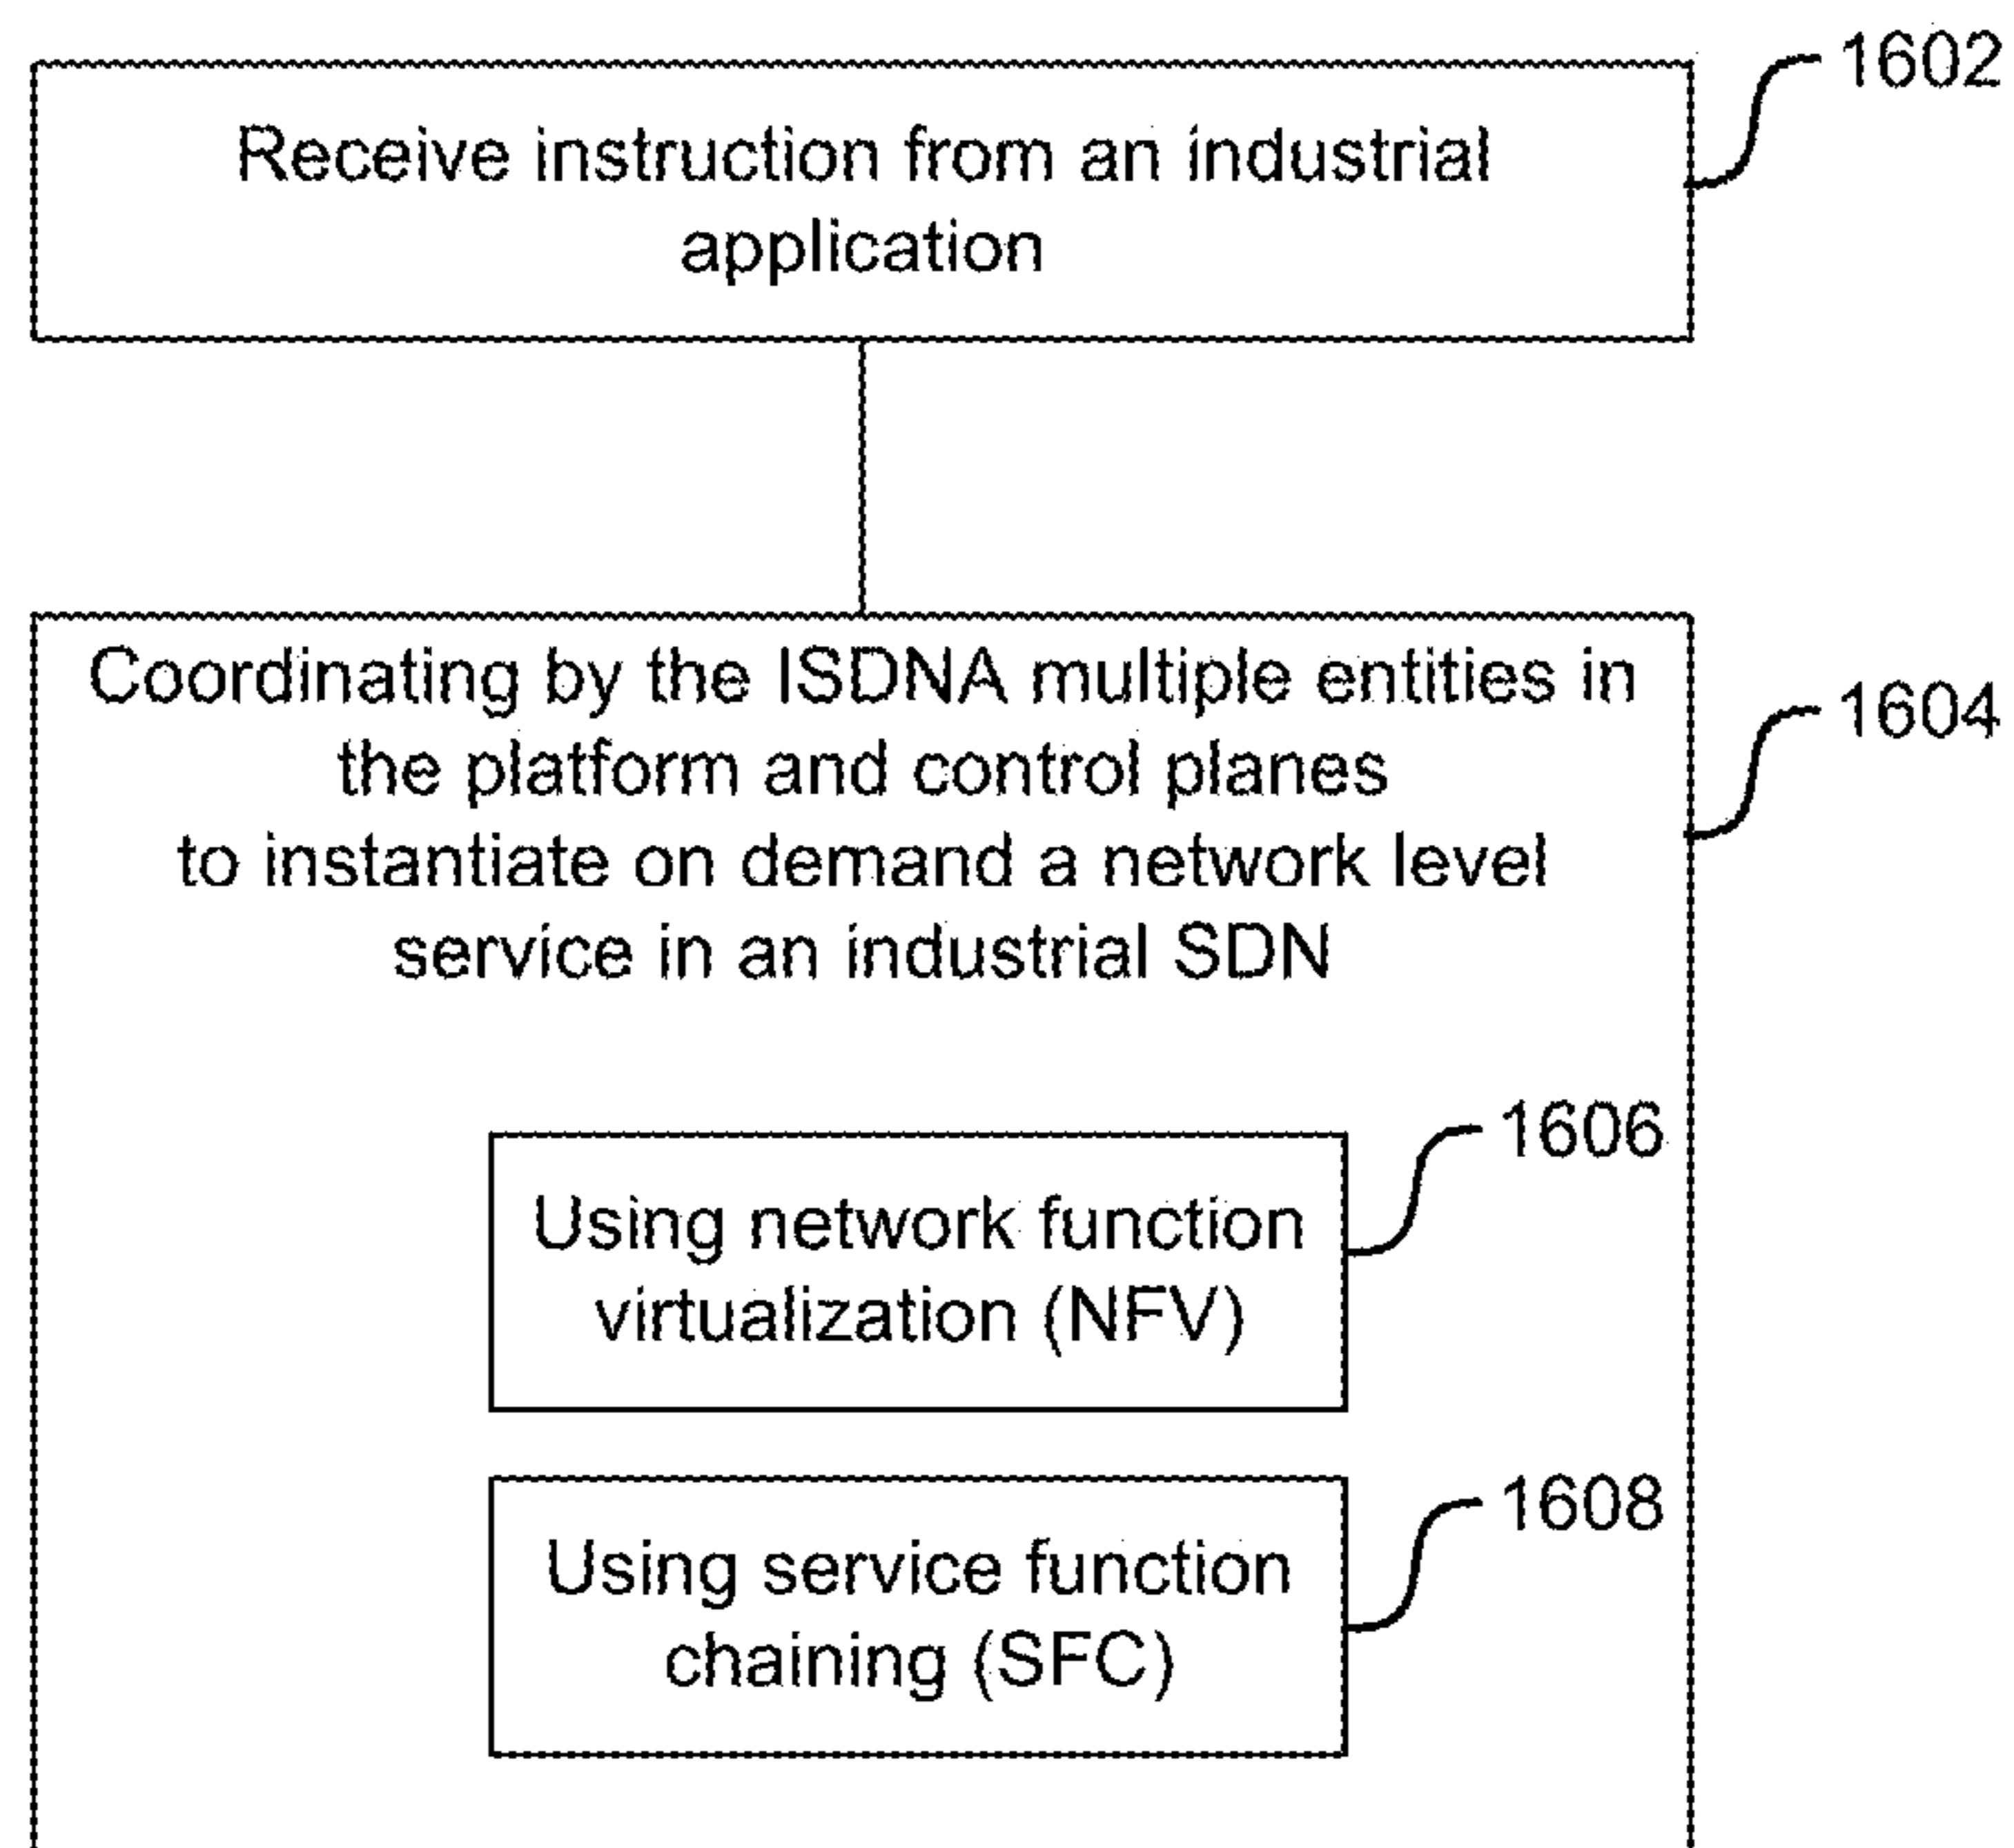 1602
Receive instruction from an industrial
application
Coordinating by the ISDNA multiple entities in
the platform and control planes
to instantiate on demand a network level
service in an industrial SDN
1604
1606
Using network function
virtualization (NFV)
1608
Using service function
chaining (SFC)